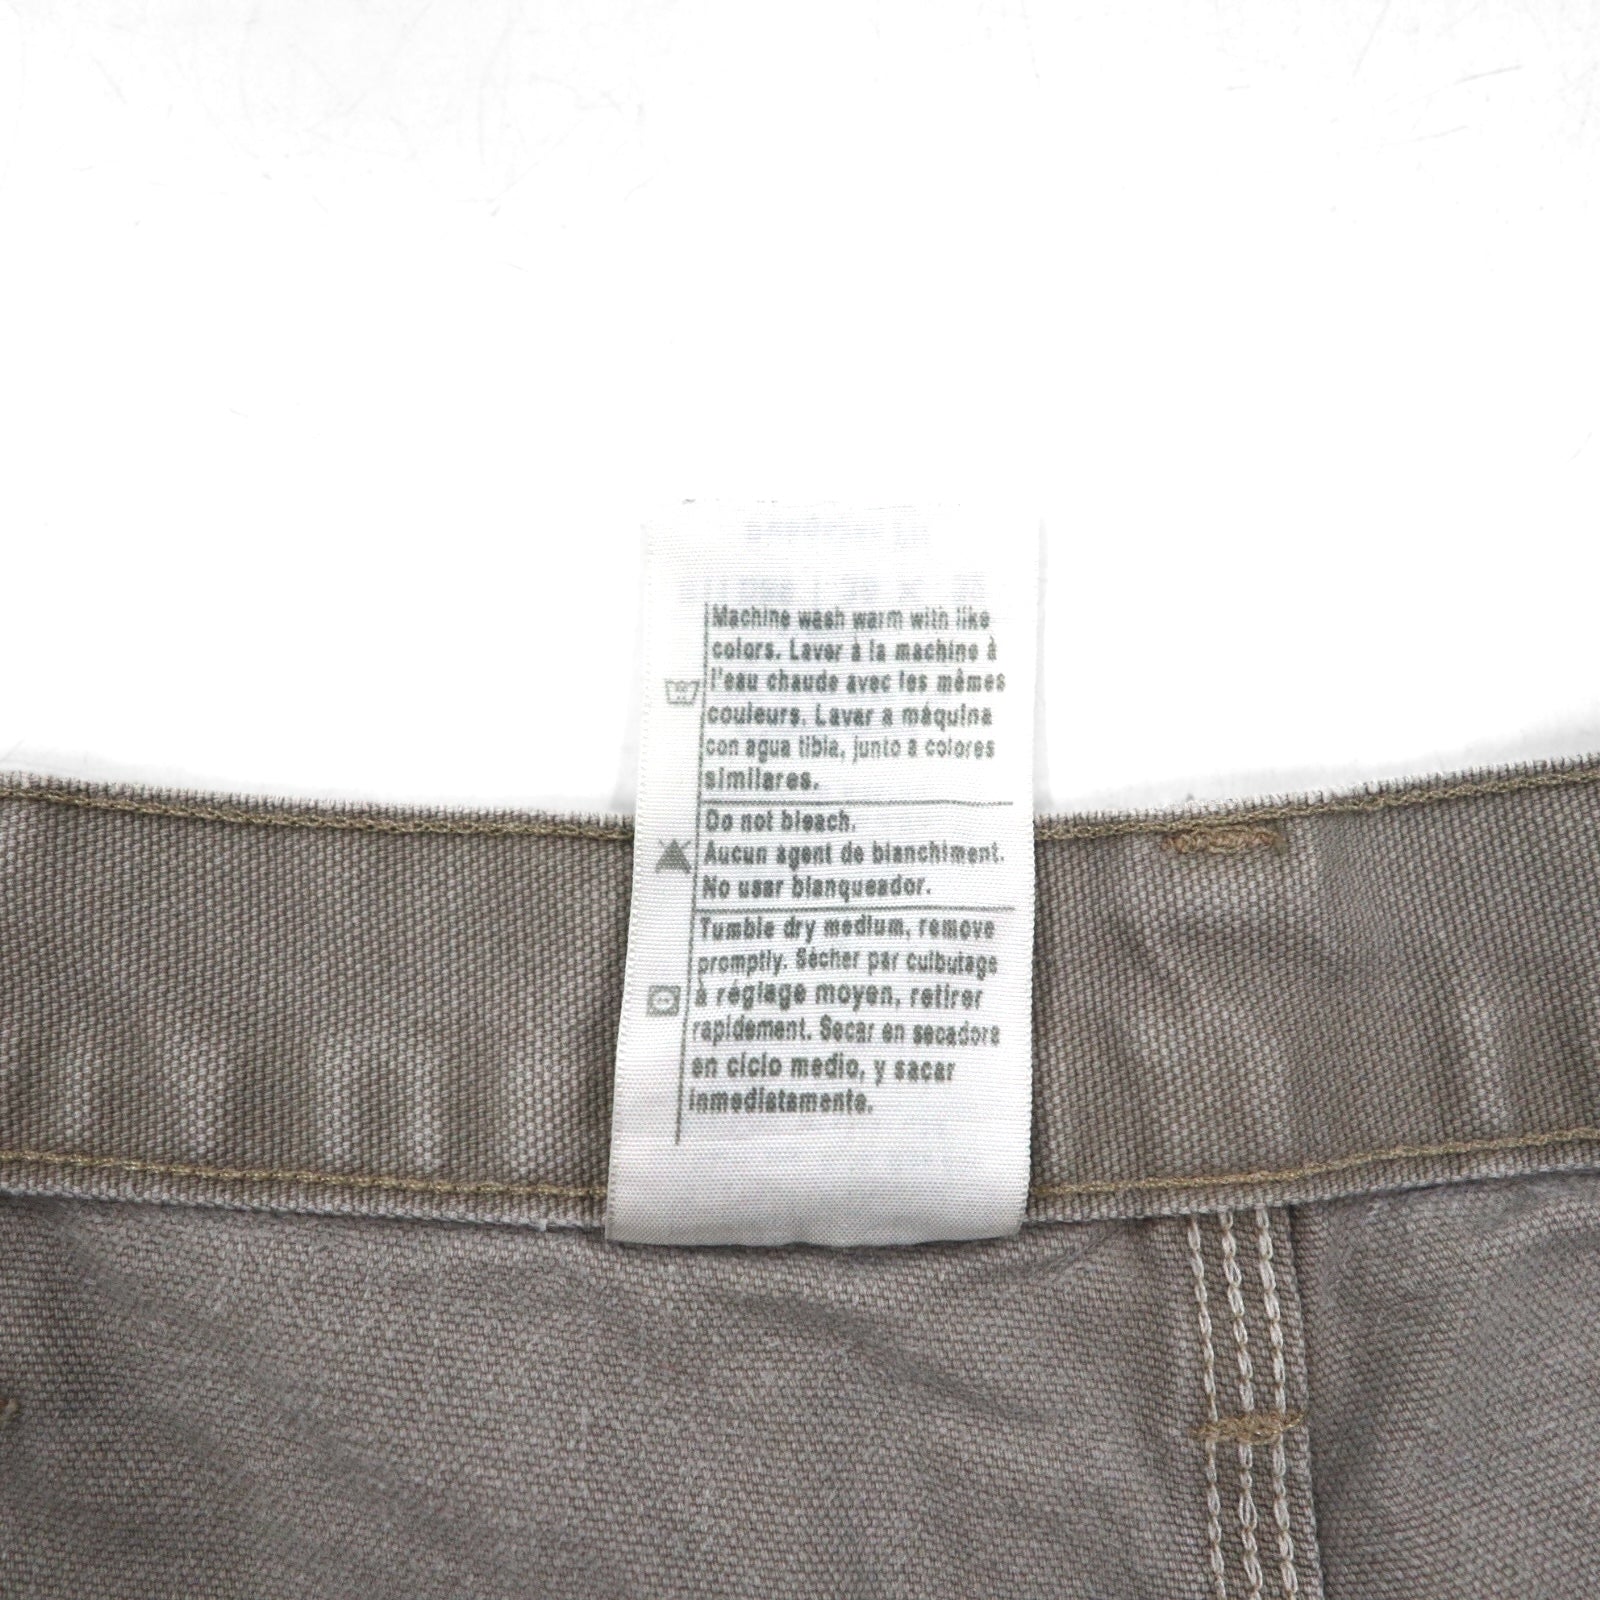 Machine wash warm with like
colors. Laver à la machine à
l'eau chaude avec les mêmes
couleurs. Lavar a máquina
con agua tibia, junto a colores
similares.
Do not bleach.
Aucun agent de blanchiment.
No usar blanqueador.
Tumble dry medium, remove
promptly. Sécher par culbutage
à réglage moyen, retirer
rapidement. Secar en secadora
en ciclo medio, y sacar
inmediatamente.